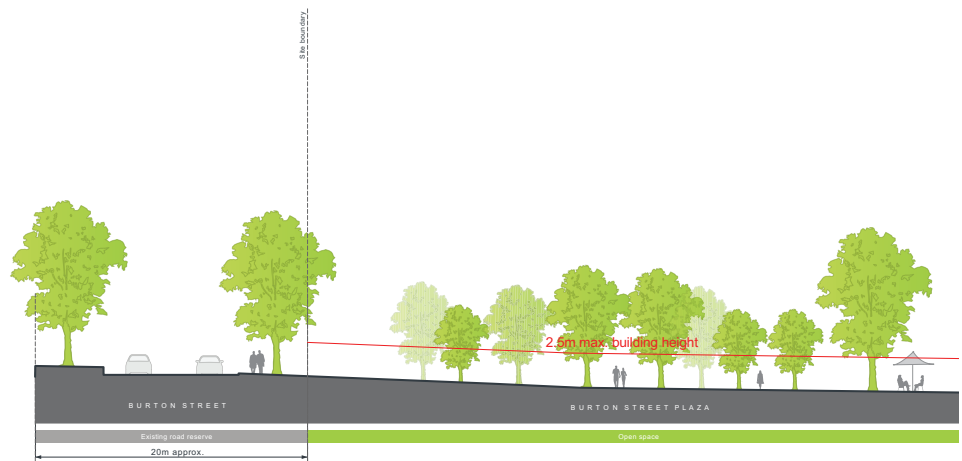 Site boundary
2.5m max. building height
BURTON STREET
BURTON STREET PLAZA
Existing road reserve
Open space
20m approx.